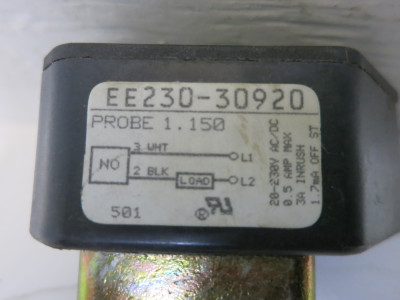 EE230-30920
PROBE 1.150
NO
3 WHT
L1
2 BLK
LOAD
L2
501
20-230V AC/DC
0.5 AMP MAX
3A INRUSH
1.7mA OFF ST